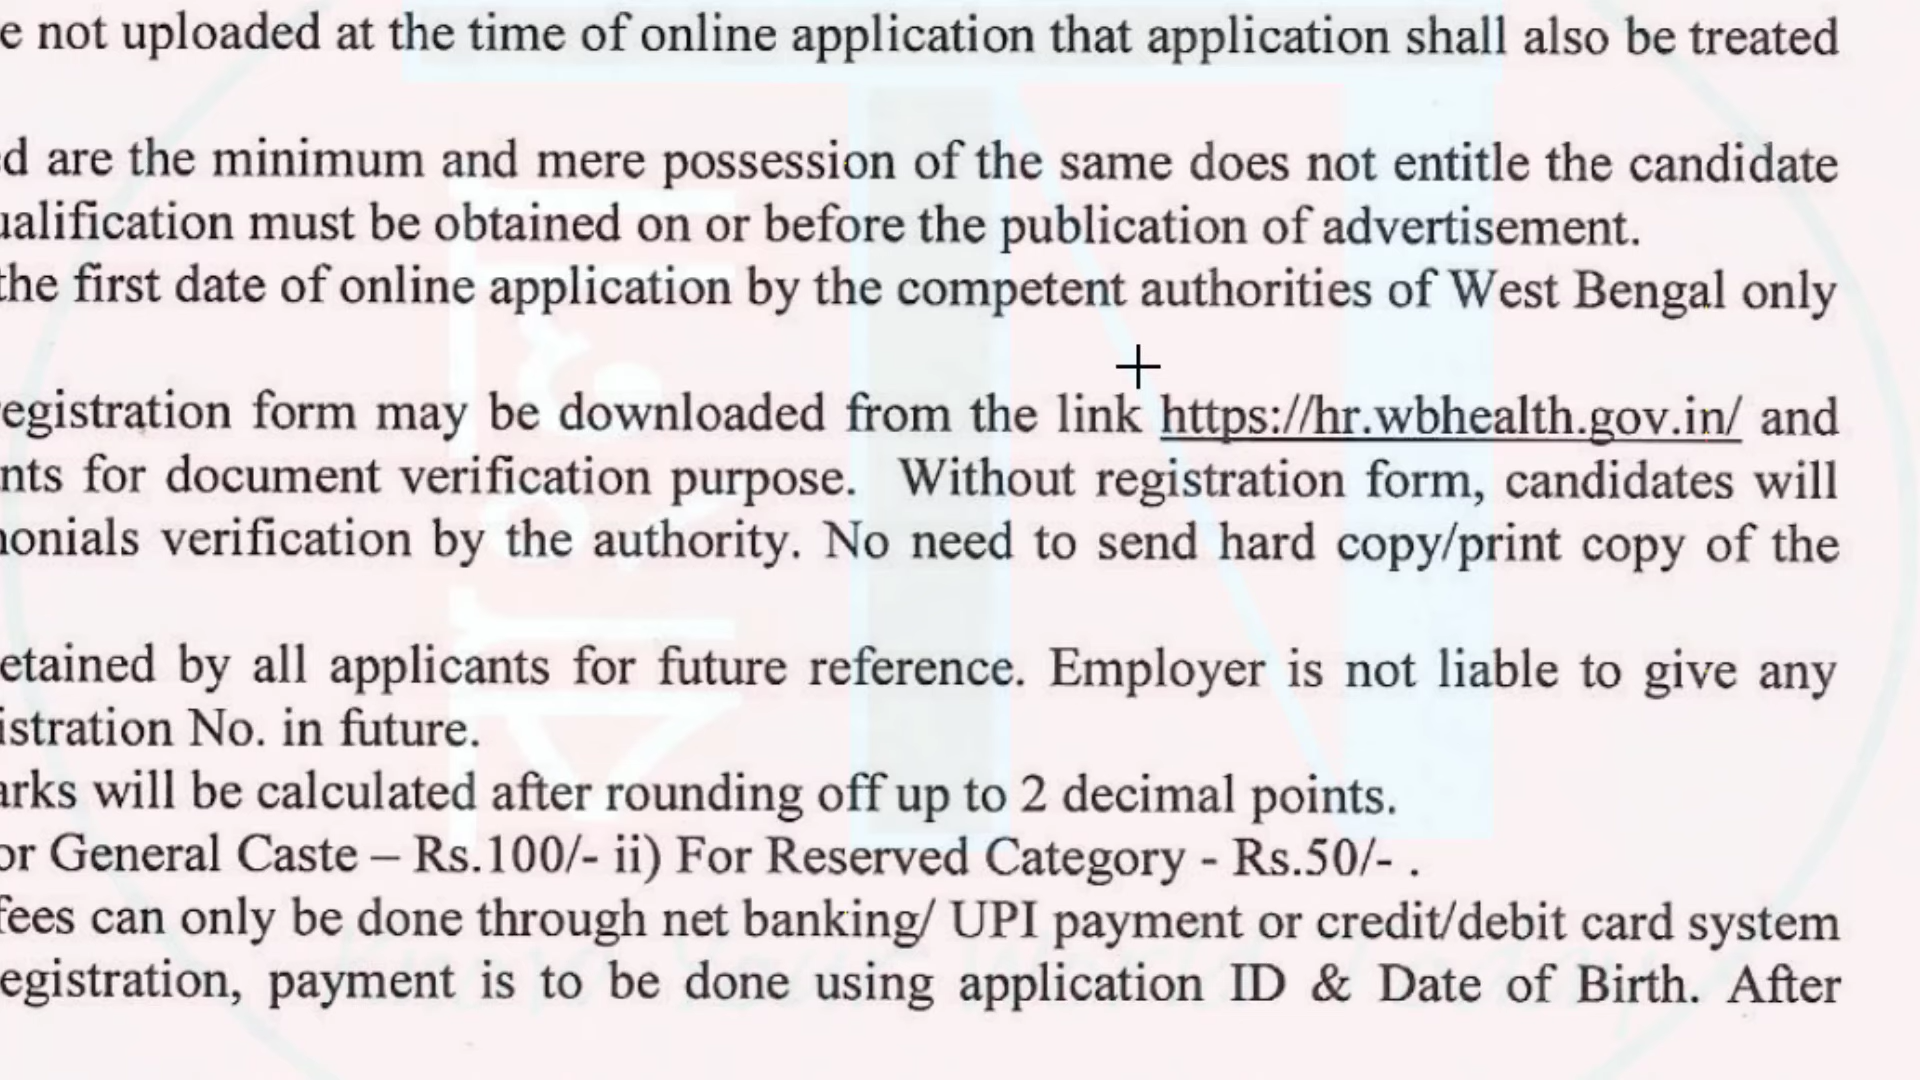 e not uploaded at the time of online application that application shall also be treated
d are the minimum and mere possession of the same does not entitle the candidate
ualification must be obtained on or before the publication of advertisement.
the first date of online application by the competent authorities of West Bengal only
egistration form may be downloaded from the link https://hr.wbhealth.gov.in/ and
nts for document verification purpose. Without registration form, candidates will
onials verification by the authority. No need to send hard copy/print copy of the
etained by all applicants for future reference. Employer is not liable to give any
istration No. in future.
arks will be calculated after rounding off up to 2 decimal points.
or General Caste – Rs.100/- ii) For Reserved Category - Rs.50/- .
fees can only be done through net banking/ UPI payment or credit/debit card system
egistration, payment is to be done using application ID & Date of Birth. After